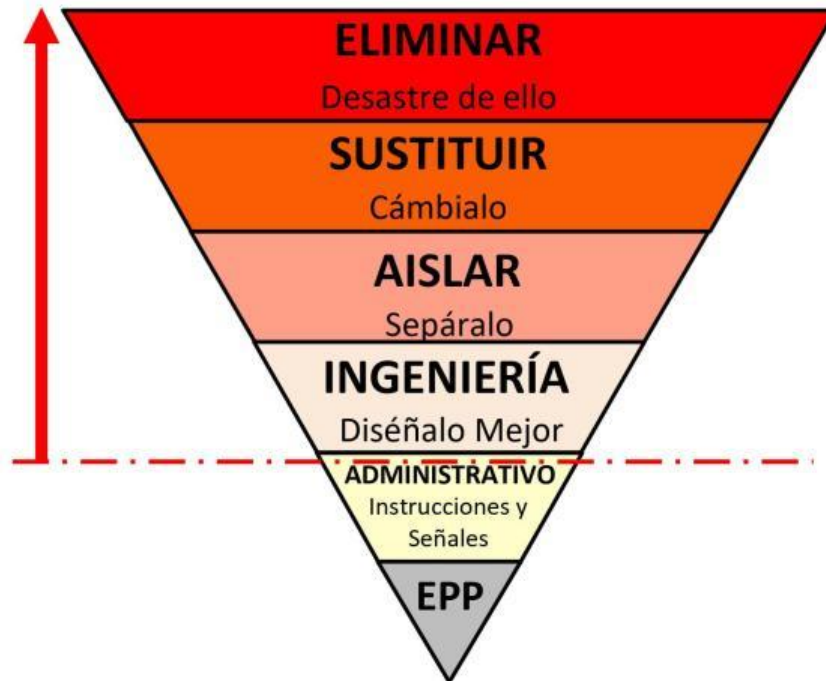 ELIMINAR
Desastre de ello
SUSTITUIR
Cámbialo
AISLAR
Sepáralo
INGENIERÍA
Diséñalo Mejor
ADMINISTRATIVO
Instrucciones y
Señales
EPP